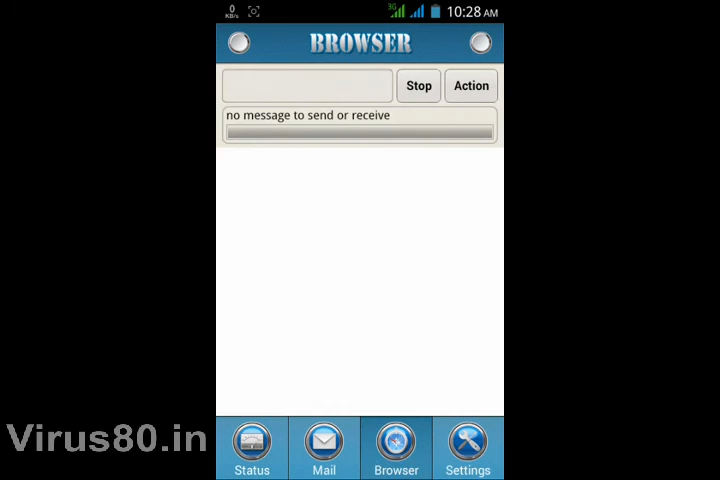 0
KB/s
3G
10:28 AM
BROWSER
Stop
Action
no message to send or receive
Virus80.in
Status
Mail
Browser
Settings